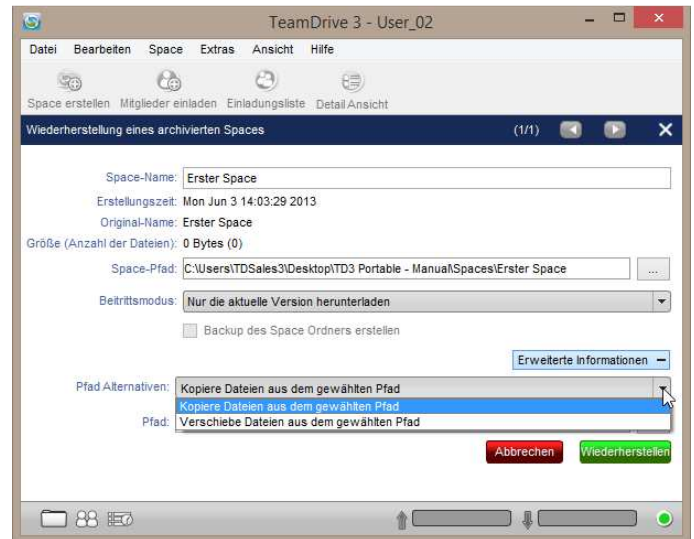 TeamDrive 3 - User_02
Datei Bearbeiten Space Extras Ansicht Hilfe
Space erstellen Mitglieder einladen Einladungsliste Detail Ansicht
Wiederherstellung eines archivierten Spaces (1/1)
Space-Name: Erster Space
Erstellungszeit: Mon Jun 3 14:03:29 2013
Original-Name: Erster Space
Größe (Anzahl der Dateien): 0 Bytes (0)
Space-Pfad: C:\Users\TDSales3\Desktop\TD3 Portable - Manual\Spaces\Erster Space ...
Beitrittsmodus: Nur die aktuelle Version herunterladen
Backup des Space Ordners erstellen
Erweiterte Informationen −
Pfad Alternativen: Kopiere Dateien aus dem gewählten Pfad
Kopiere Dateien aus dem gewählten Pfad
Pfad: Verschiebe Dateien aus dem gewählten Pfad
Abbrechen Wiederherstellen